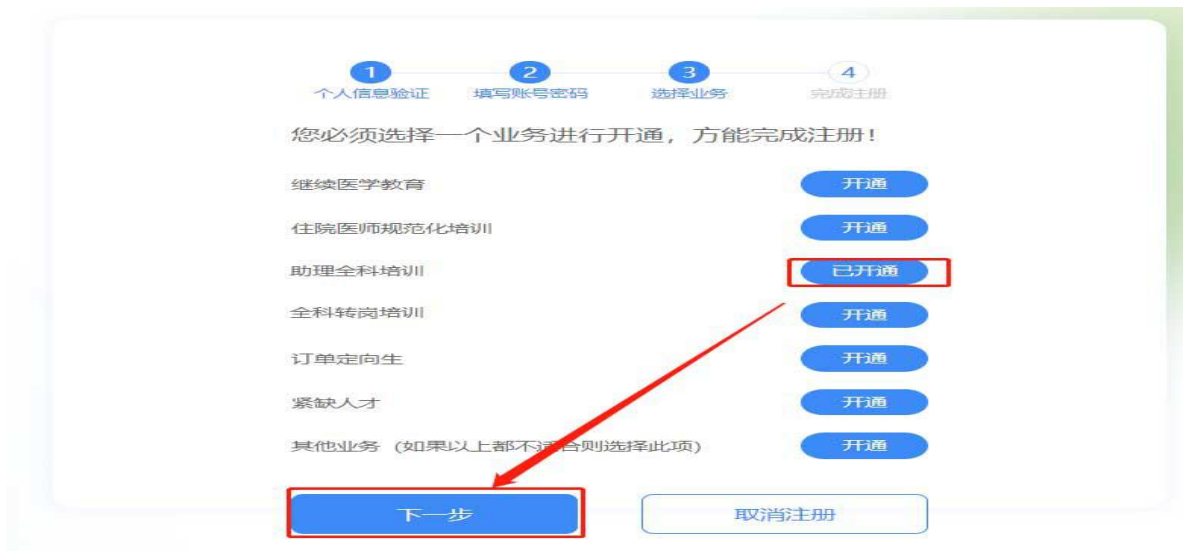 1 2 3 4
个人信息验证 填写账号密码 选择业务 完成注册
您必须选择一个业务进行开通，方能完成注册！
继续医学教育 开通
住院医师规范化培训 开通
助理全科培训 已开通
全科转岗培训 开通
订单定向生 开通
紧缺人才 开通
其他业务（如果以上都不适合则选择此项） 开通
下一步 取消注册